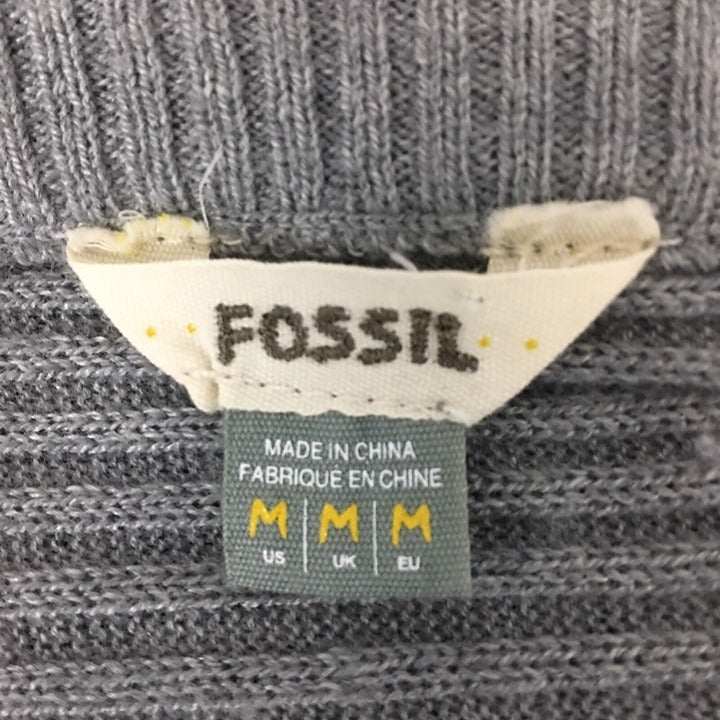 FOSSIL
MADE IN CHINA
FABRIQUE EN CHINE
M M M
US UK EU